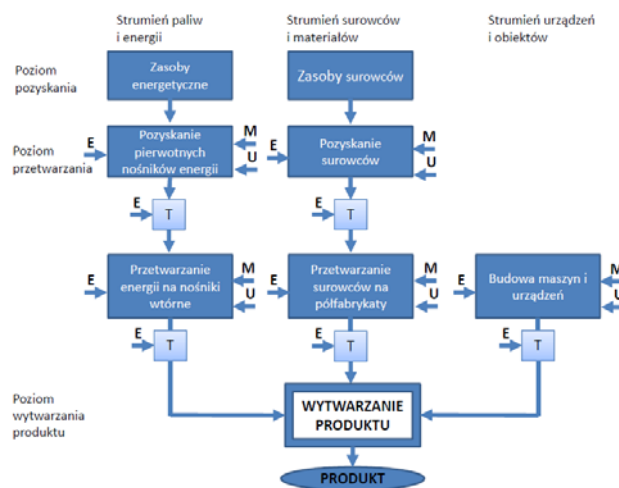 Strumień paliw
i energii
Strumień surowców
i materiałów
Strumień urządzeń
i obiektów
Poziom
pozyskania
Zasoby
energetyczne
Zasoby surowców
Poziom
przetwarzania
E
Pozyskanie
pierwotnych
nośników energii
M
U
E
Pozyskanie
surowców
M
U
E
T
E
T
E
Przetwarzanie
energii na nośniki
wtórne
M
U
E
Przetwarzanie
surowców na
półfabrykaty
M
U
E
Budowa maszyn i
urządzeń
M
U
E
T
E
T
E
T
Poziom
wytwarzania
produktu
WYTWARZANIE
PRODUKTU
PRODUKT